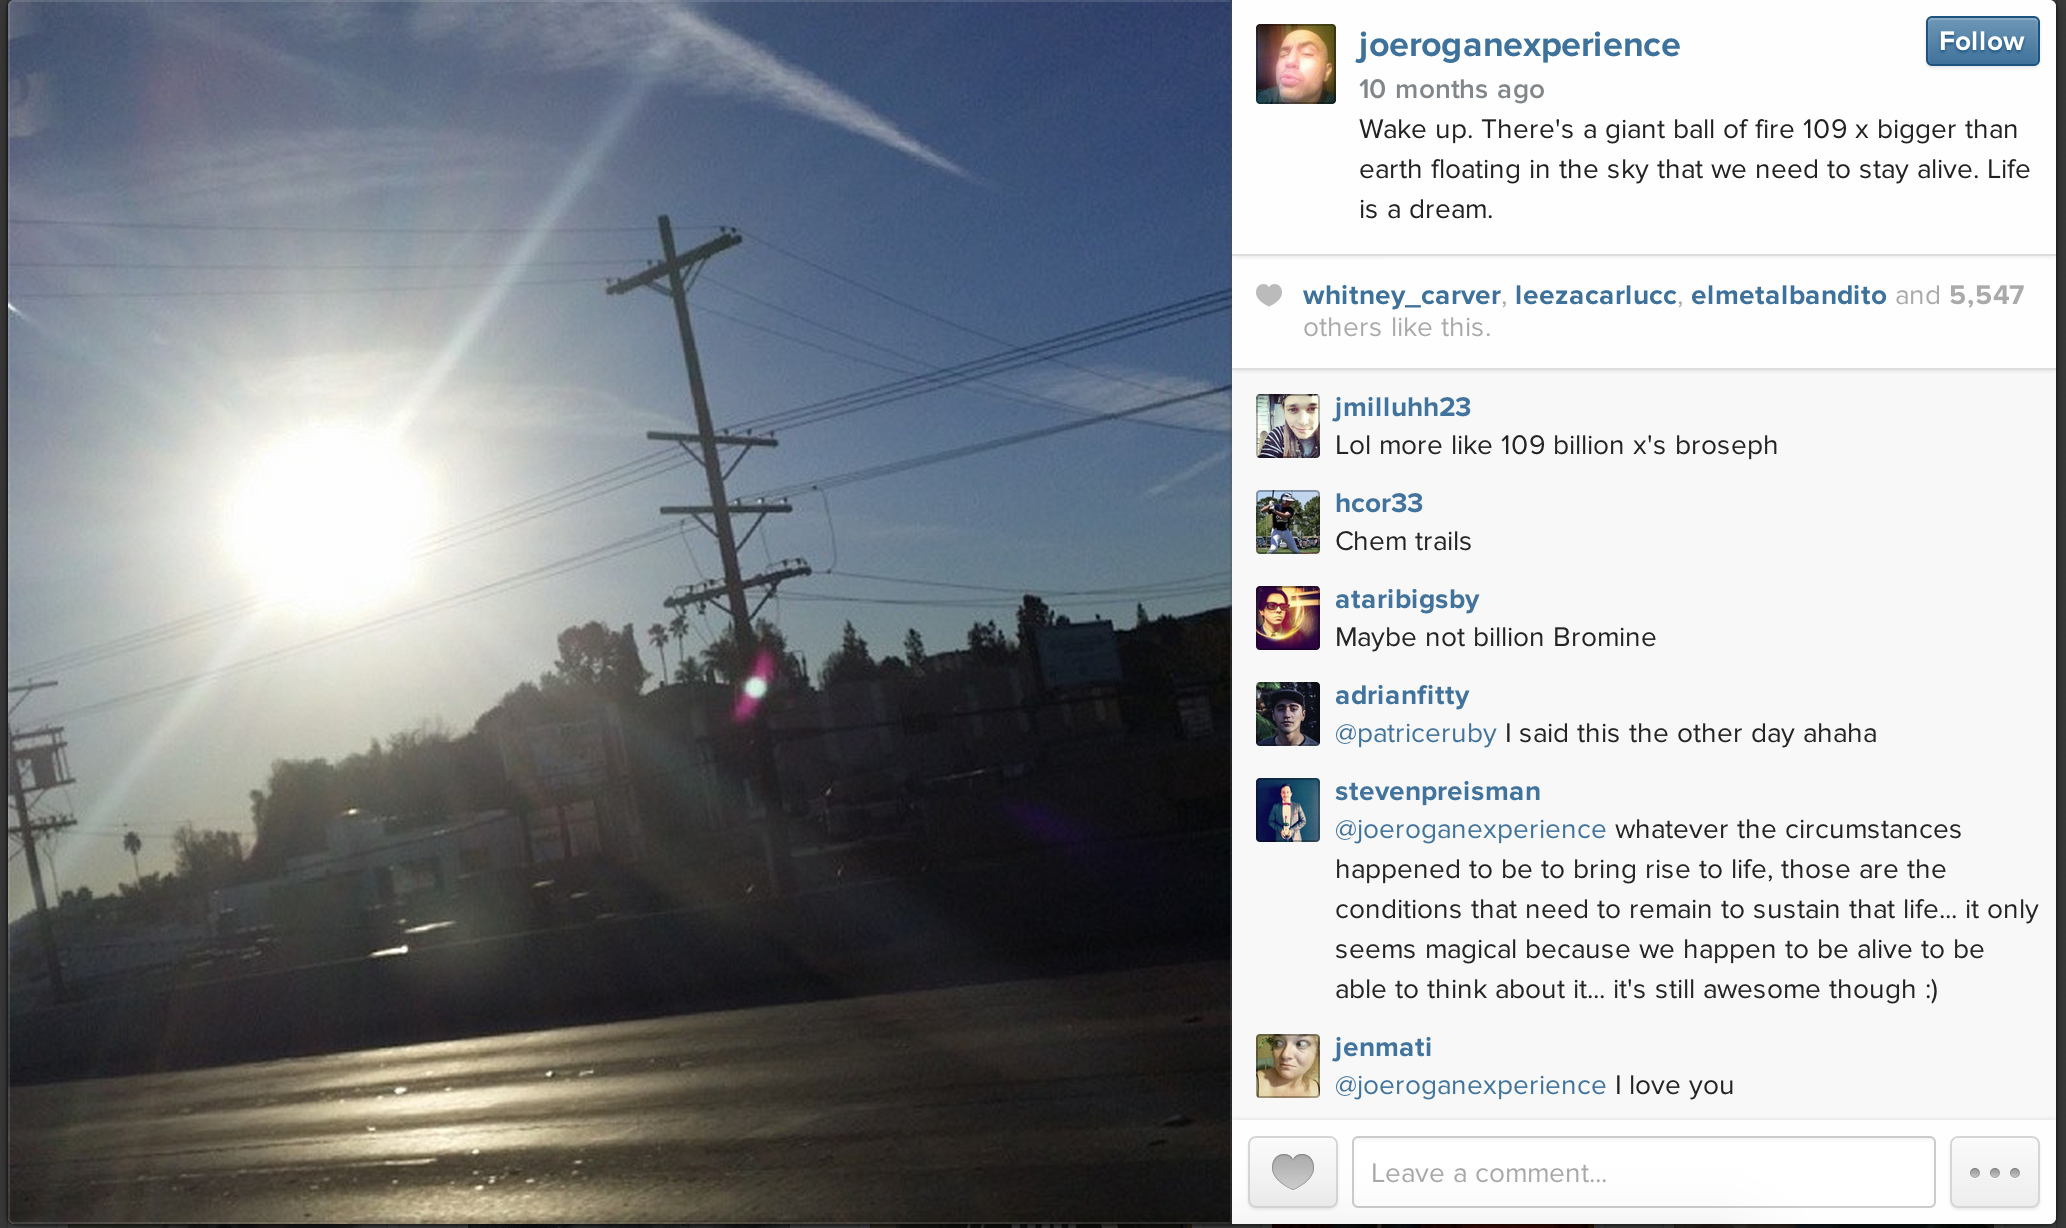 joeroganexperience
Follow
10 months ago
Wake up. There's a giant ball of fire 109 x bigger than
earth floating in the sky that we need to stay alive. Life
is a dream.
whitney_carver, leezacarlucc, elmetalbandito and 5,547
others like this.
jmilluhh23
Lol more like 109 billion x's broseph
hcor33
Chem trails
ataribigsby
Maybe not billion Bromine
adrianfitty
@patriceruby I said this the other day ahaha
stevenpreisman
@joeroganexperience whatever the circumstances
happened to be to bring rise to life, those are the
conditions that need to remain to sustain that life... it only
seems magical because we happen to be alive to be
able to think about it... it's still awesome though :)
jenmati
@joeroganexperience I love you
Leave a comment...